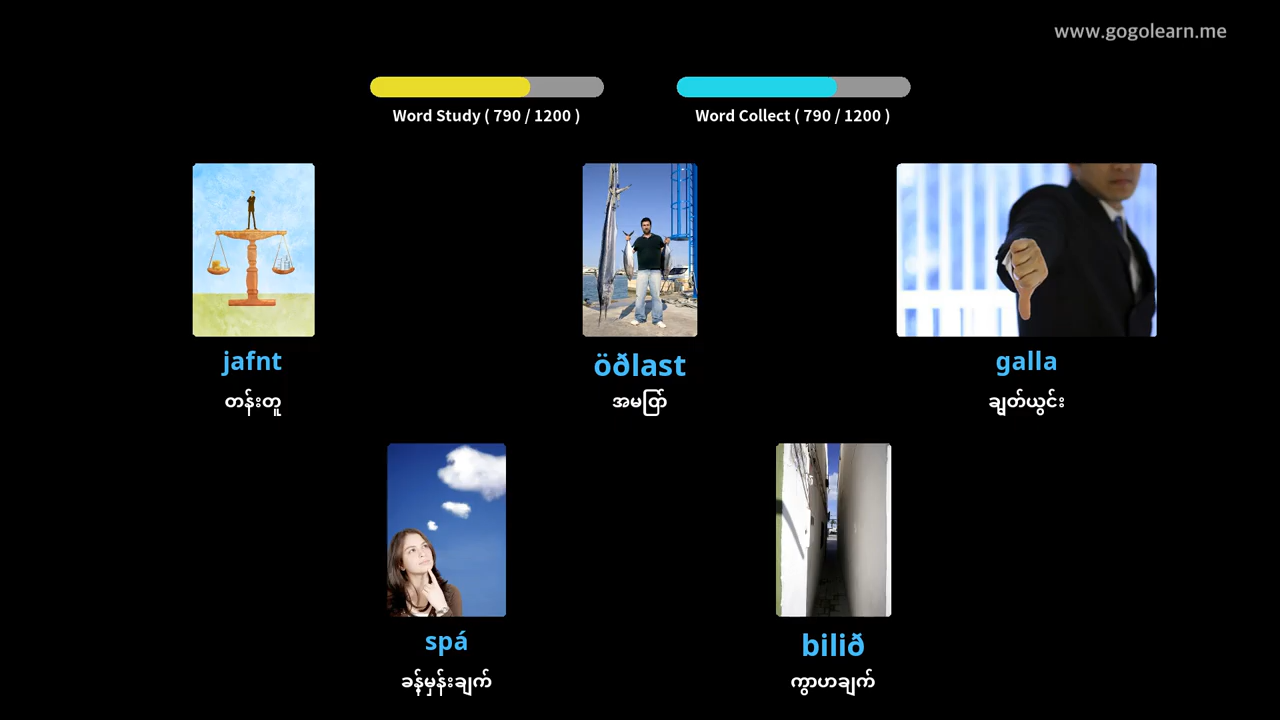 www.gogolearn.me
Word Study ( 790 / 1200 )
Word Collect ( 790 / 1200 )
jafnt
öðlast
galla
တန်းတူ
အမြတ်
ချွတ်ယွင်း
spá
bilið
ခန့်မှန်းချက်
ကွာဟချက်